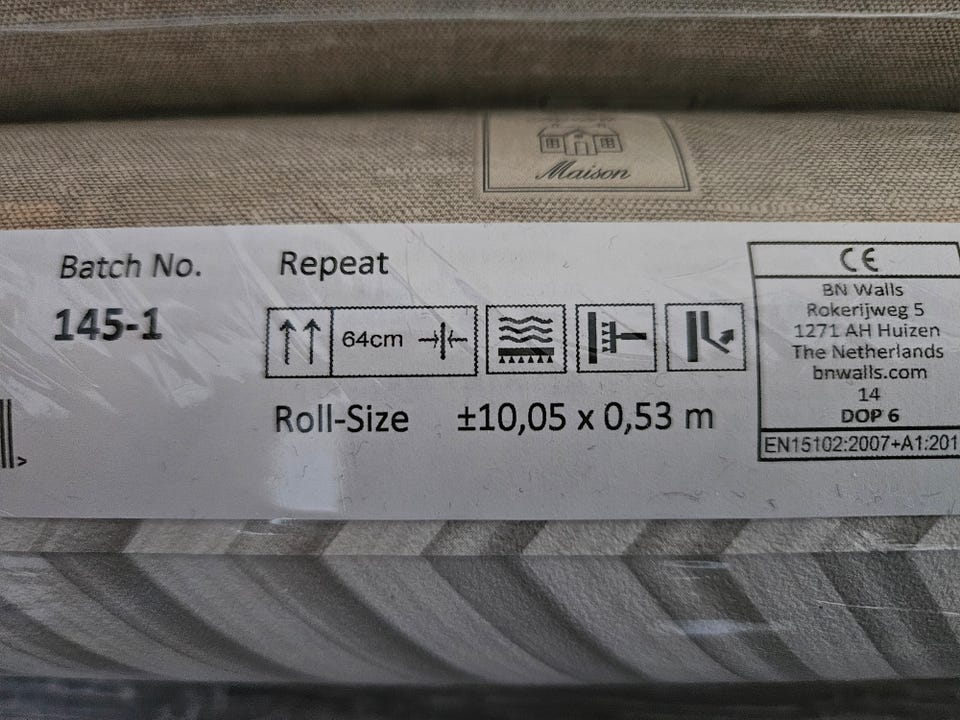 Maison
Batch No.
145-1
Repeat
64cm
Roll-Size ±10,05 x 0,53 m
CE
BN Walls
Rokerijweg 5
1271 AH Huizen
The Netherlands
bnwalls.com
14
DOP 6
EN15102:2007+A1:201